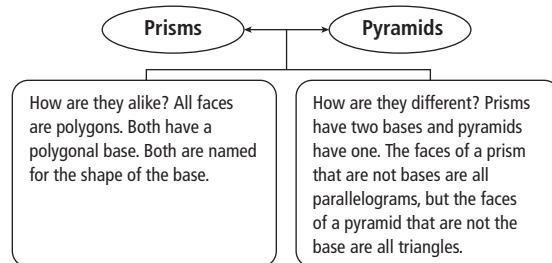 Prisms
Pyramids
How are they alike? All faces
are polygons. Both have a
polygonal base. Both are named
for the shape of the base.
How are they different? Prisms
have two bases and pyramids
have one. The faces of a prism
that are not bases are all
parallelograms, but the faces
of a pyramid that are not the
base are all triangles.